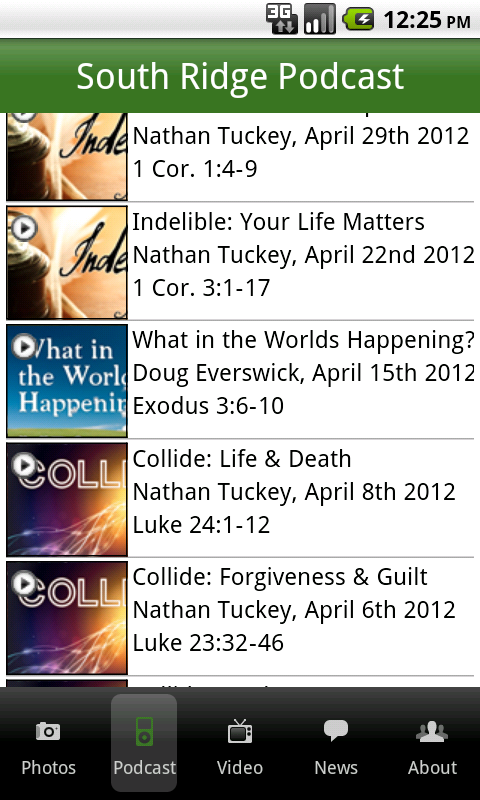 3G 12:25 PM
South Ridge Podcast
Inde
Nathan Tuckey, April 29th 2012
1 Cor. 1:4-9
Inde
Indelible: Your Life Matters
Nathan Tuckey, April 22nd 2012
1 Cor. 3:1-17
What in
the World
Happenin
What in the Worlds Happening?
Doug Everswick, April 15th 2012
Exodus 3:6-10
COLLI
Collide: Life & Death
Nathan Tuckey, April 8th 2012
Luke 24:1-12
COLLI
Collide: Forgiveness & Guilt
Nathan Tuckey, April 6th 2012
Luke 23:32-46
Photos Podcast Video News About